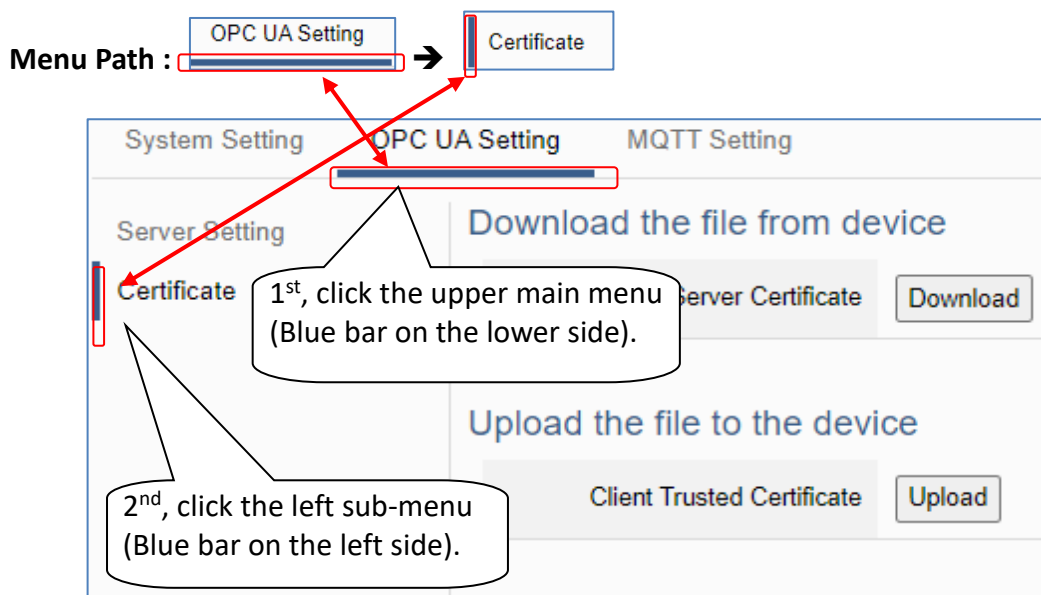 OPC UA Setting
Menu Path : ➔ Certificate
System Setting OPC UA Setting MQTT Setting
Server Setting
Certificate
Download the file from device
Server Certificate Download
1st, click the upper main menu
(Blue bar on the lower side).
Upload the file to the device
Client Trusted Certificate Upload
2nd, click the left sub-menu
(Blue bar on the left side).